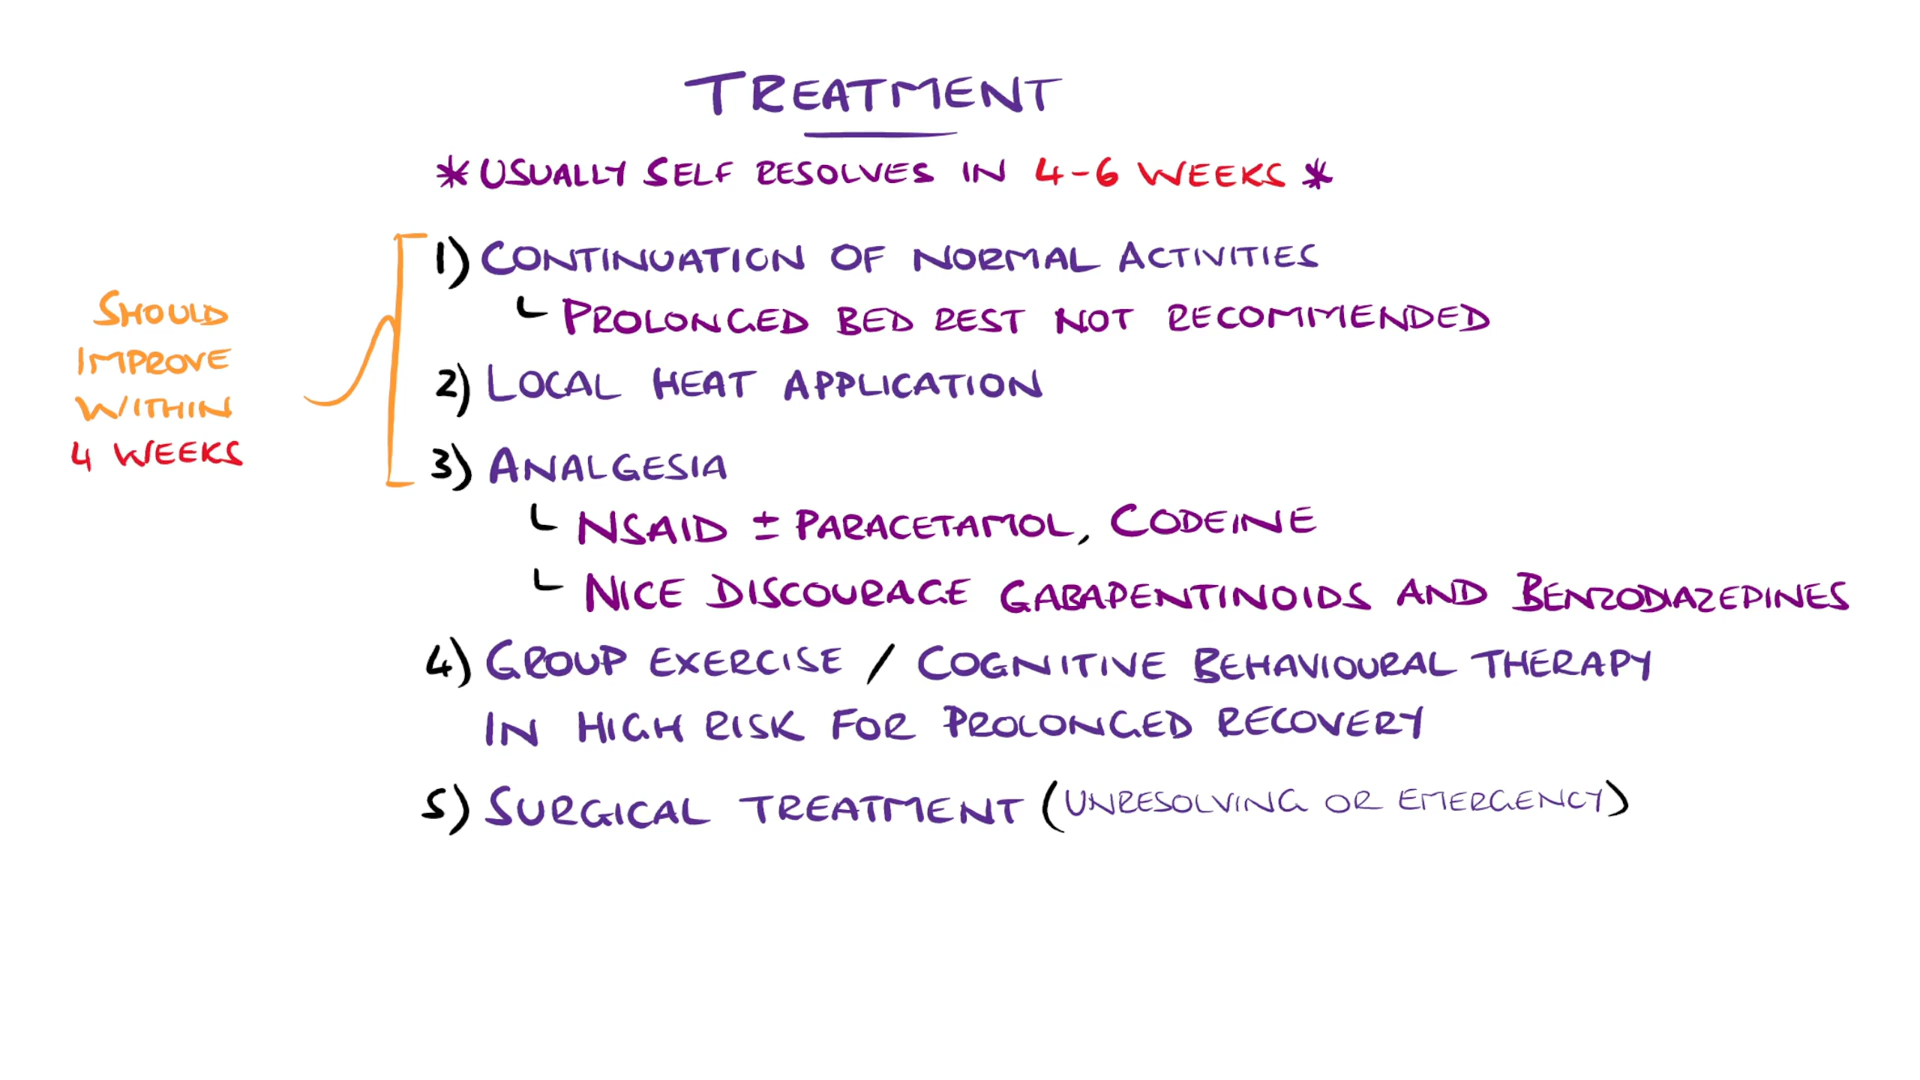 TREATMENT
*USUALLY SELF RESOLVES IN 4-6 WEEKS*
1) CONTINUATION OF NORMAL ACTIVITIES
PROLONGED BED REST NOT RECOMMENDED
2) LOCAL HEAT APPLICATION
3) ANALGESIA
NSAID ± PARACETAMOL, CODEINE
NICE DISCOURAGE GABAPENTINOIDS AND BENZODIAZEPINES
4) GROUP EXERCISE / COGNITIVE BEHAVIOURAL THERAPY
IN HIGH RISK FOR PROLONGED RECOVERY
5) SURGICAL TREATMENT (UNRESOLVING OR EMERGENCY)
SHOULD
IMPROVE
WITHIN
4 WEEKS